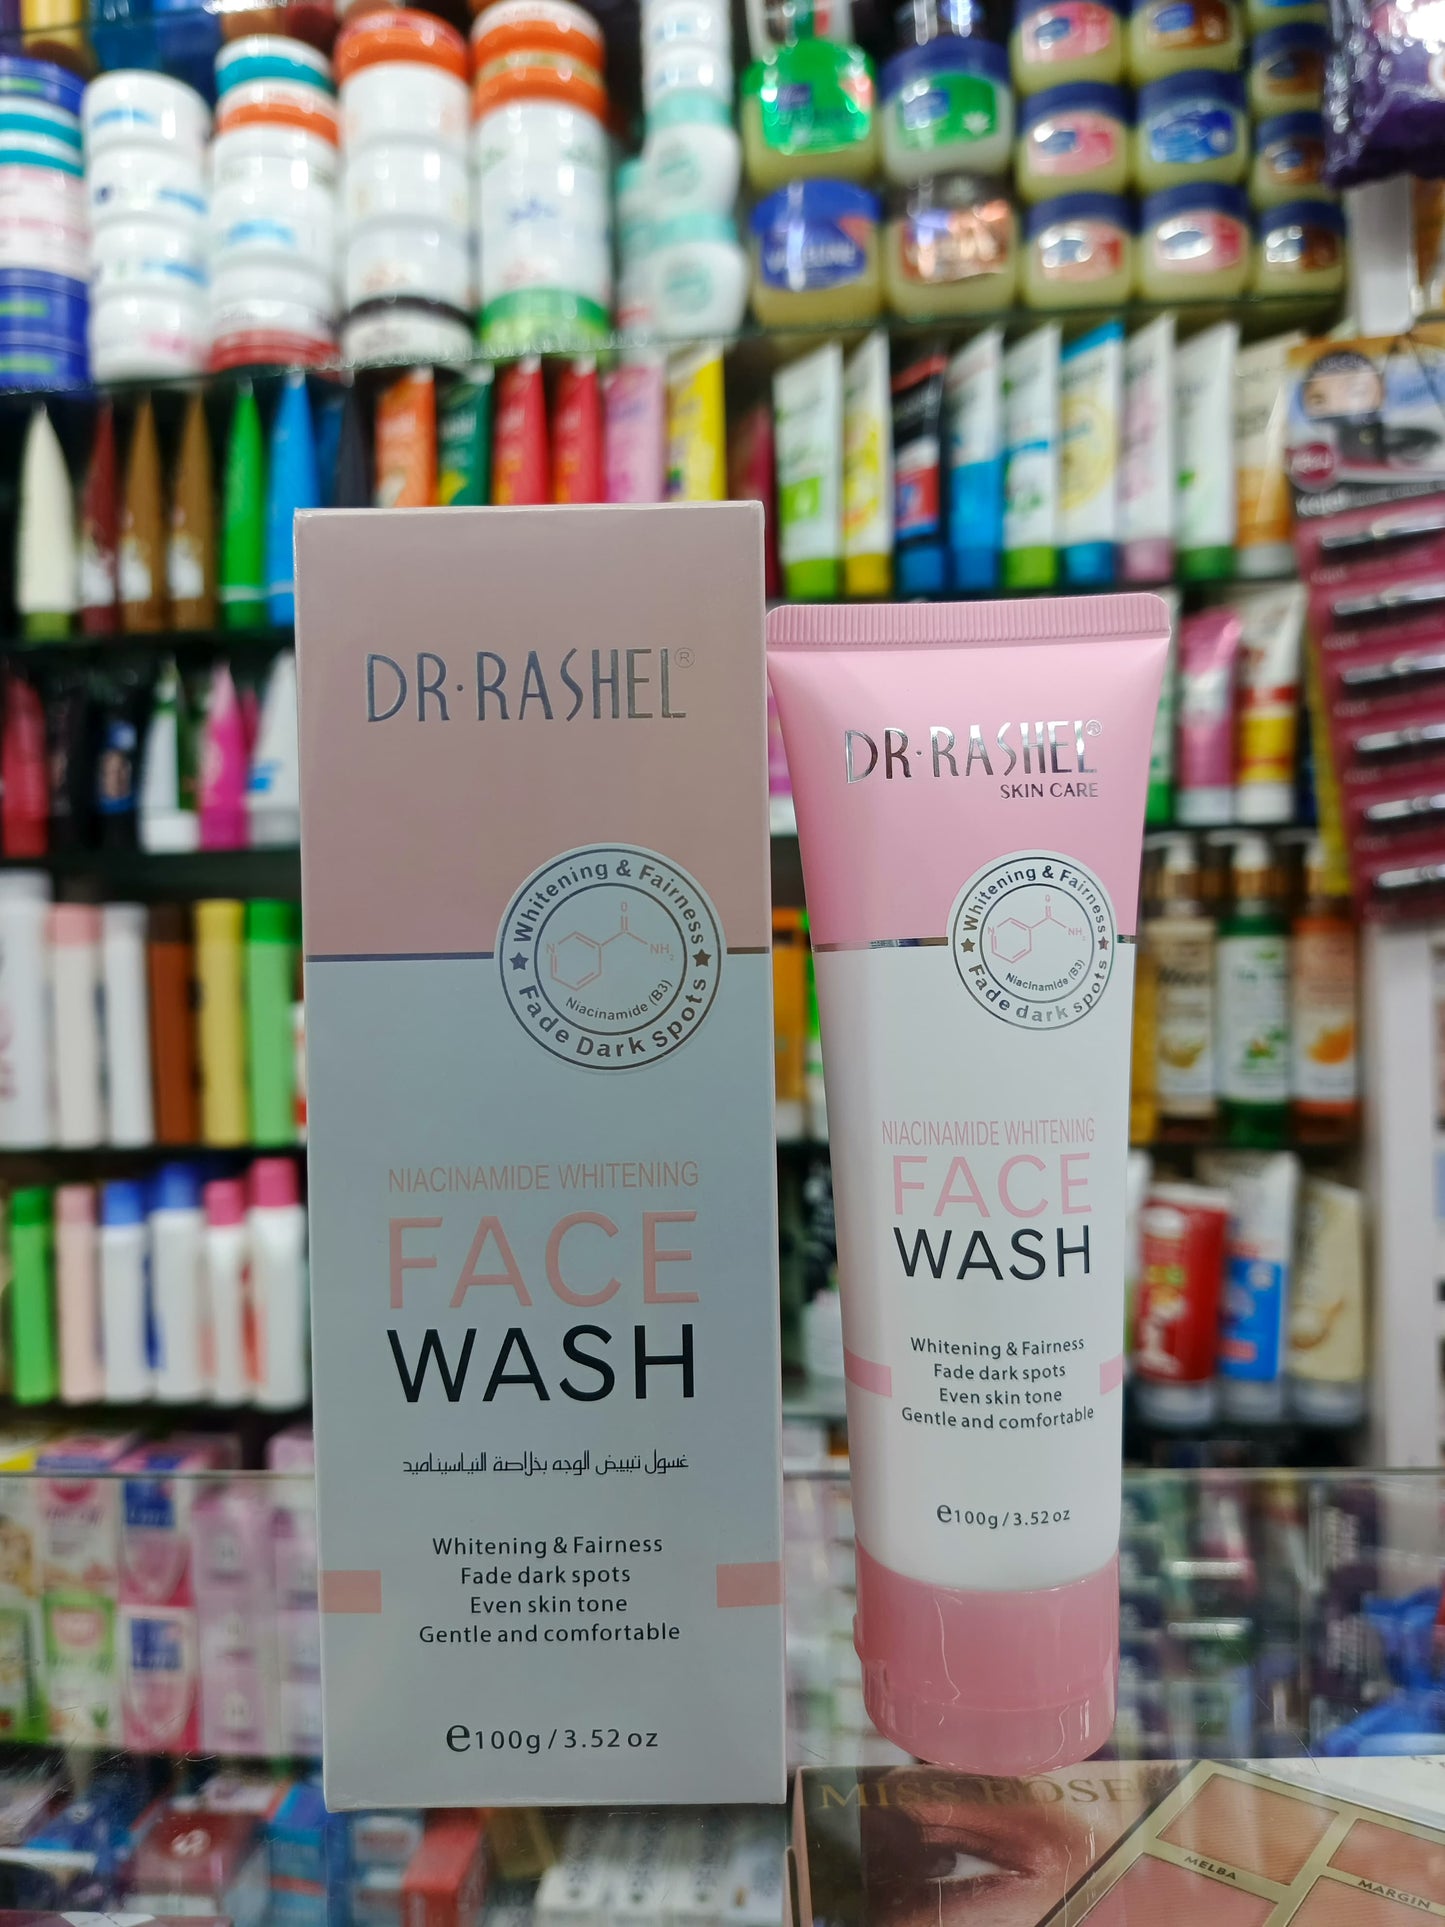 DR·RASHEL®
Whitening & Fairness
NH2
Niacinamide (B3)
Fade Dark Spots
NIACINAMIDE WHITENING
FACE
WASH
غسول تبييض الوجه بخلاصة النياسيناميد
Whitening & Fairness
Fade dark spots
Even skin tone
Gentle and comfortable
e100g / 3.52 oz
DR·RASHEL®
SKIN CARE
Whitening & Fairness
NH2
Niacinamide (B3)
Fade dark spots
NIACINAMIDE WHITENING
FACE
WASH
Whitening & Fairness
Fade dark spots
Even skin tone
Gentle and comfortable
e100g / 3.52 oz
MISS ROSE
MELBA
MARGIN